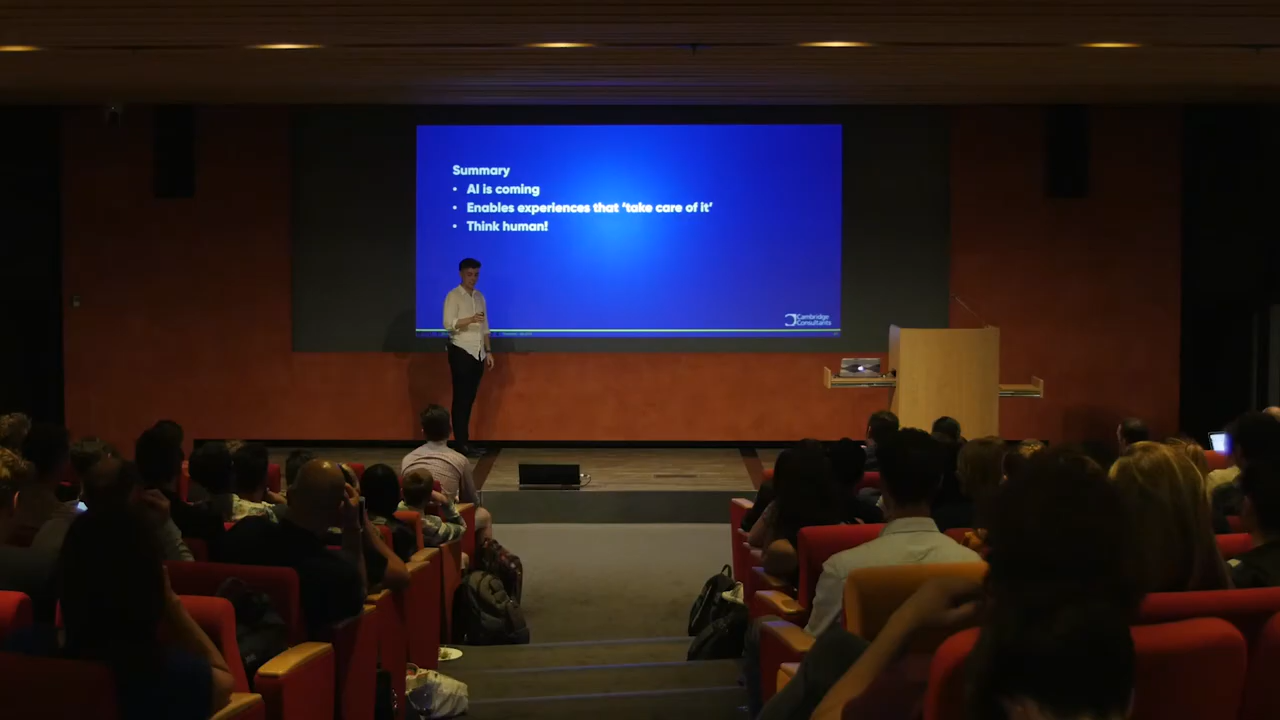 Summary
• AI is coming
• Enables experiences that ‘take care of it’
• Think human!
Cambridge
Consultants